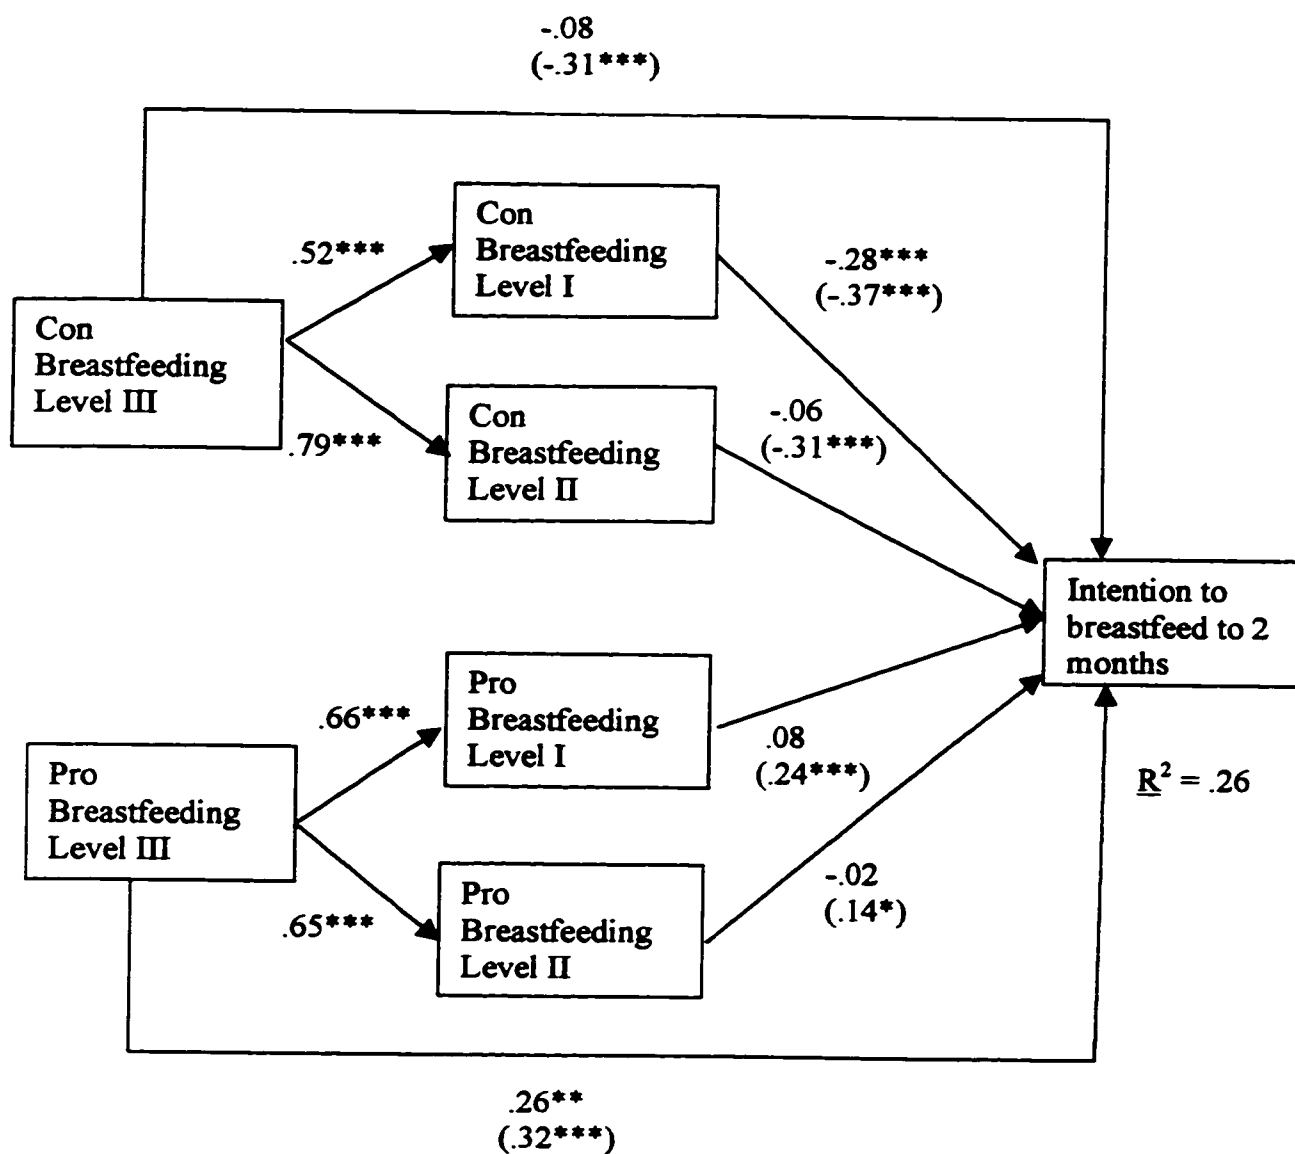 -.08
(-.31***)
Con
Breastfeeding
Level I
.52***
-.28***
(-.37***)
Con
Breastfeeding
Level III
Con
Breastfeeding
Level II
.79***
-.06
(-.31***)
Intention to
breastfeed to 2
months
Pro
Breastfeeding
Level I
.66***
.08
(.24***)
R² = .26
Pro
Breastfeeding
Level III
Pro
Breastfeeding
Level II
.65***
-.02
(.14*)
.26**
(.32***)